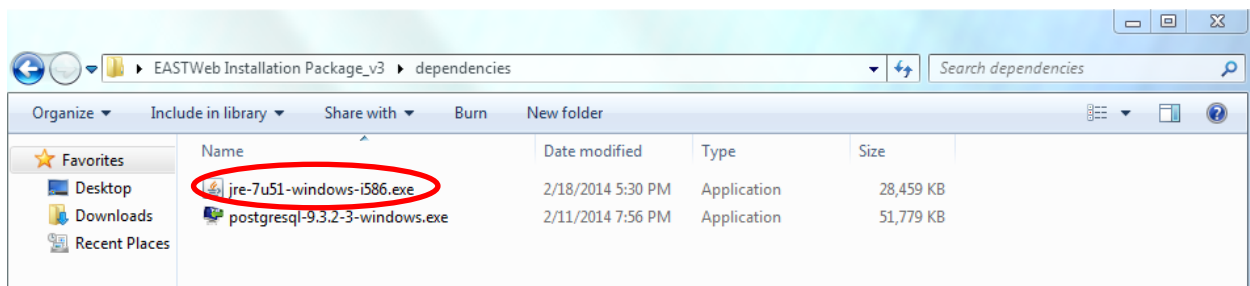 EASTWeb Installation Package_v3 dependencies Search dependencies
Organize Include in library Share with Burn New folder
Favorites Name Date modified Type Size
Desktop jre-7u51-windows-i586.exe 2/18/2014 5:30 PM Application 28,459 KB
Downloads postgresql-9.3.2-3-windows.exe 2/11/2014 7:56 PM Application 51,779 KB
Recent Places